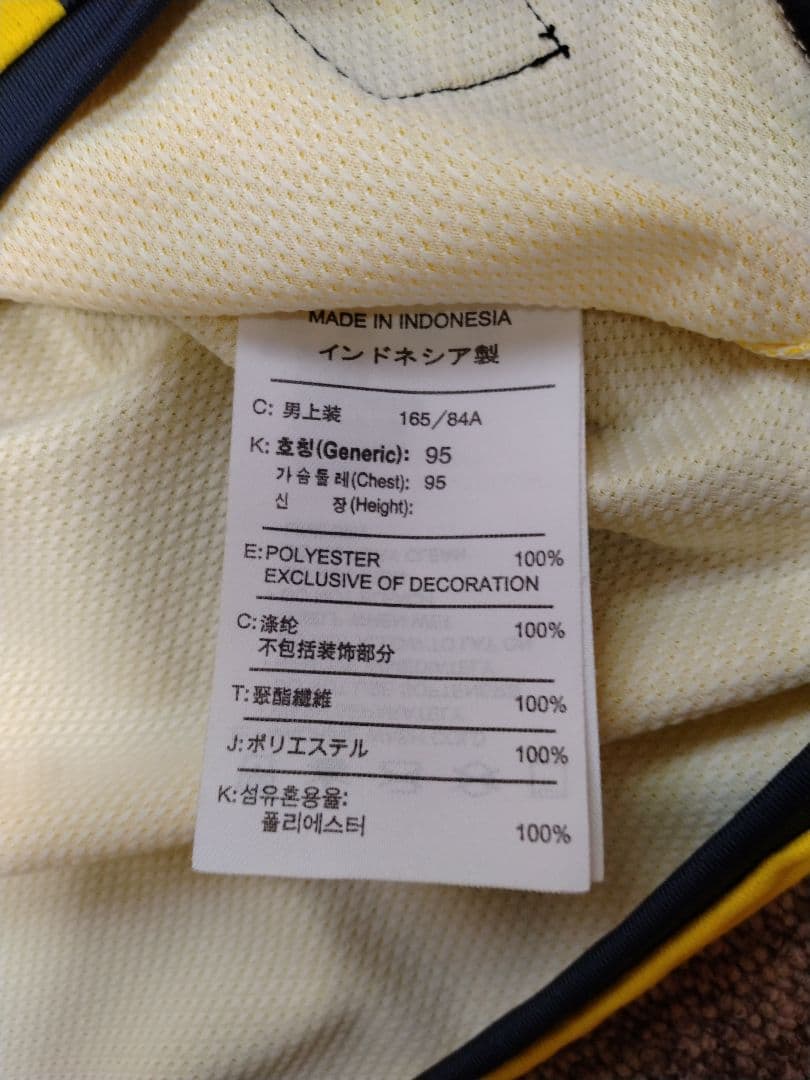 MADE IN INDONESIA
インドネシア製
C: 男上装 165/84A
K: 호칭(Generic): 95
가슴둘레(Chest): 95
신 장(Height):
E:POLYESTER 100%
EXCLUSIVE OF DECORATION
C:涤纶 100%
不包括装饰部分
T:聚酯纖維 100%
J:ポリエステル 100%
K:섬유혼용율:
폴리에스터 100%